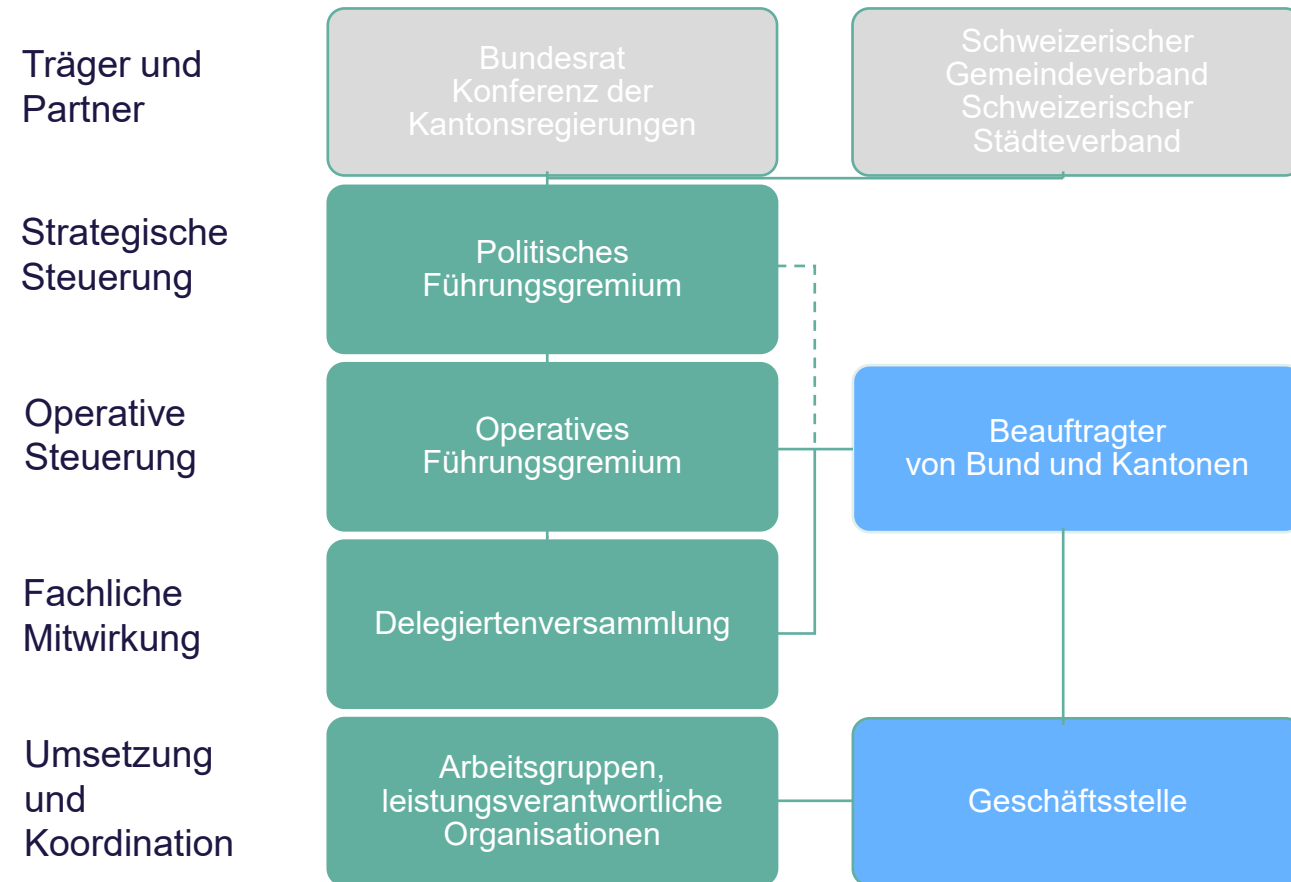 Träger und
Partner
Bundesrat
Konferenz der
Kantonsregierungen
Schweizerischer
Gemeindeverband
Schweizerischer
Städteverband
Strategische
Steuerung
Politisches
Führungsgremium
Operative
Steuerung
Operatives
Führungsgremium
Beauftragter
von Bund und Kantonen
Fachliche
Mitwirkung
Delegiertenversammlung
Umsetzung
und
Koordination
Arbeitsgruppen,
leistungsverantwortliche
Organisationen
Geschäftsstelle